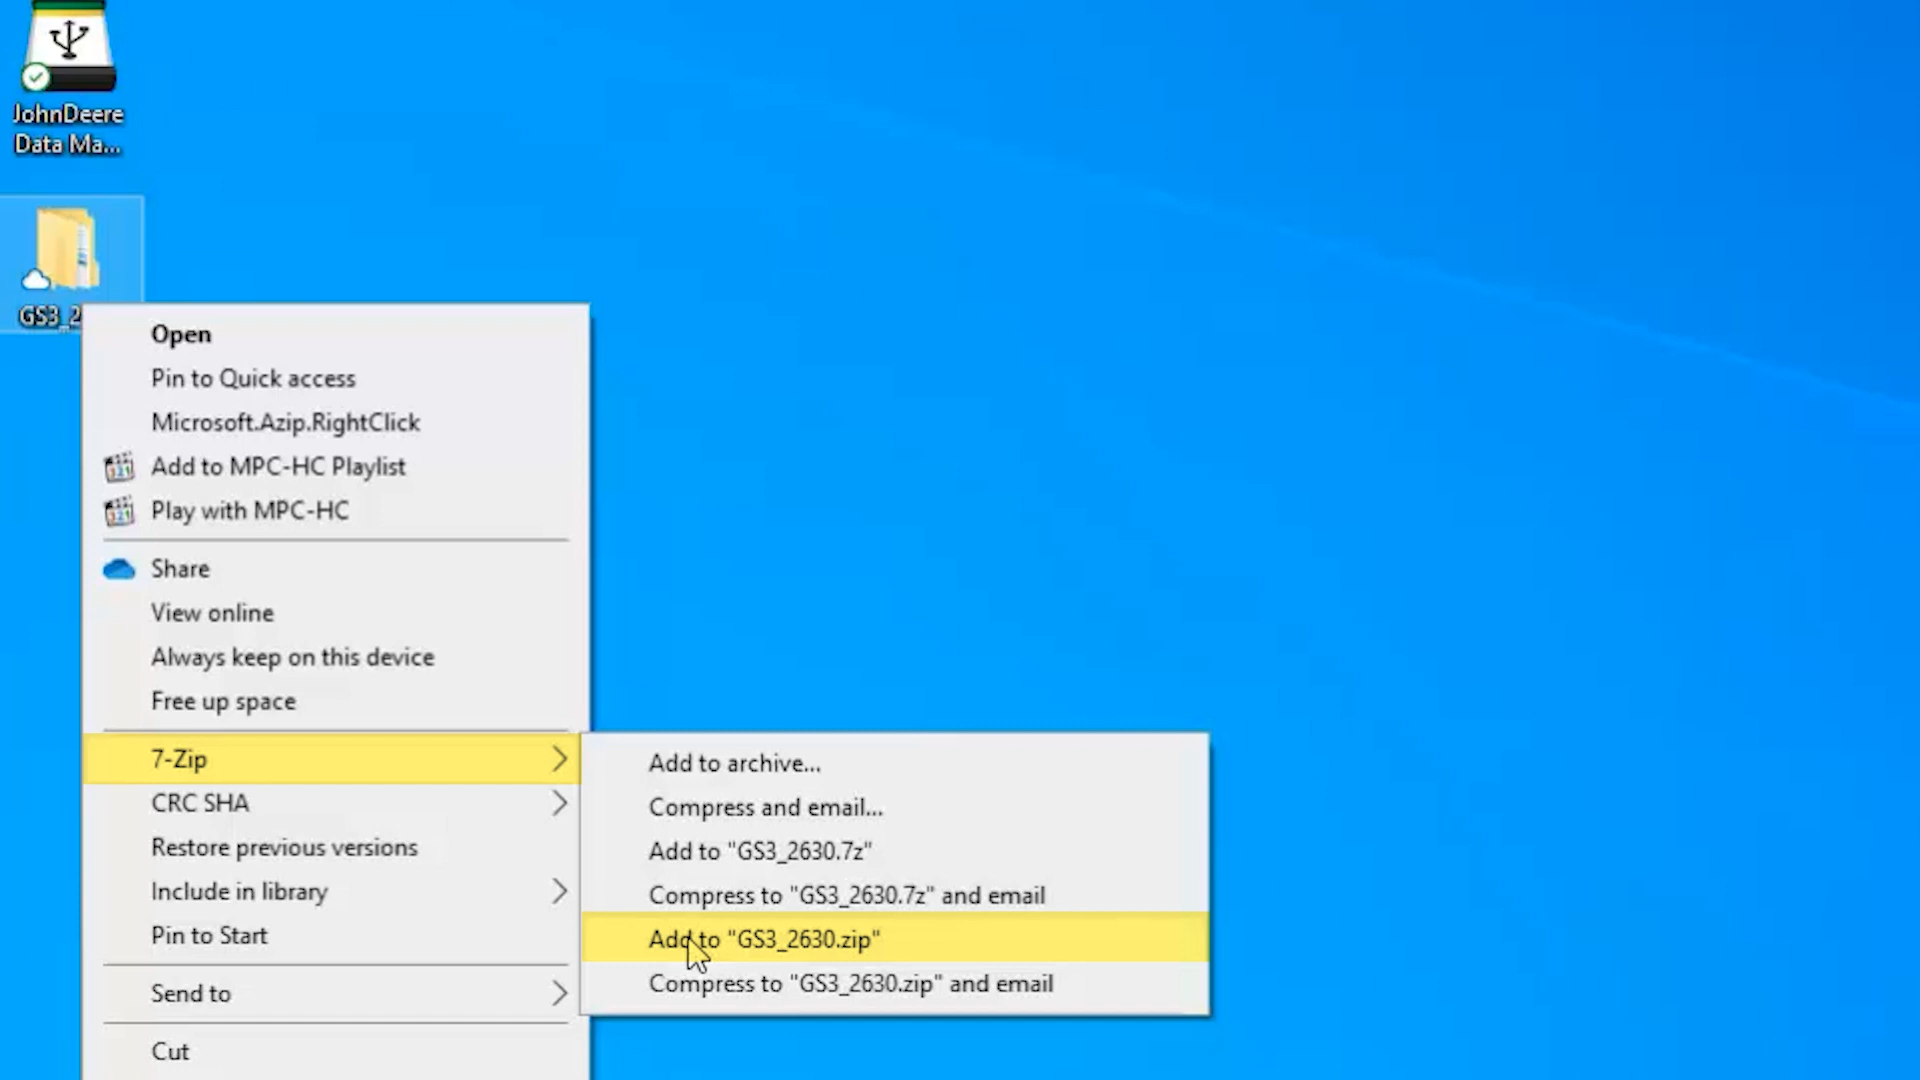 JohnDeere
Data Ma...
GS3_2
Open
Pin to Quick access
Microsoft.Azip.RightClick
Add to MPC-HC Playlist
Play with MPC-HC
Share
View online
Always keep on this device
Free up space
7-Zip
CRC SHA
Restore previous versions
Include in library
Pin to Start
Send to
Cut
Add to archive...
Compress and email...
Add to "GS3_2630.7z"
Compress to "GS3_2630.7z" and email
Add to "GS3_2630.zip"
Compress to "GS3_2630.zip" and email